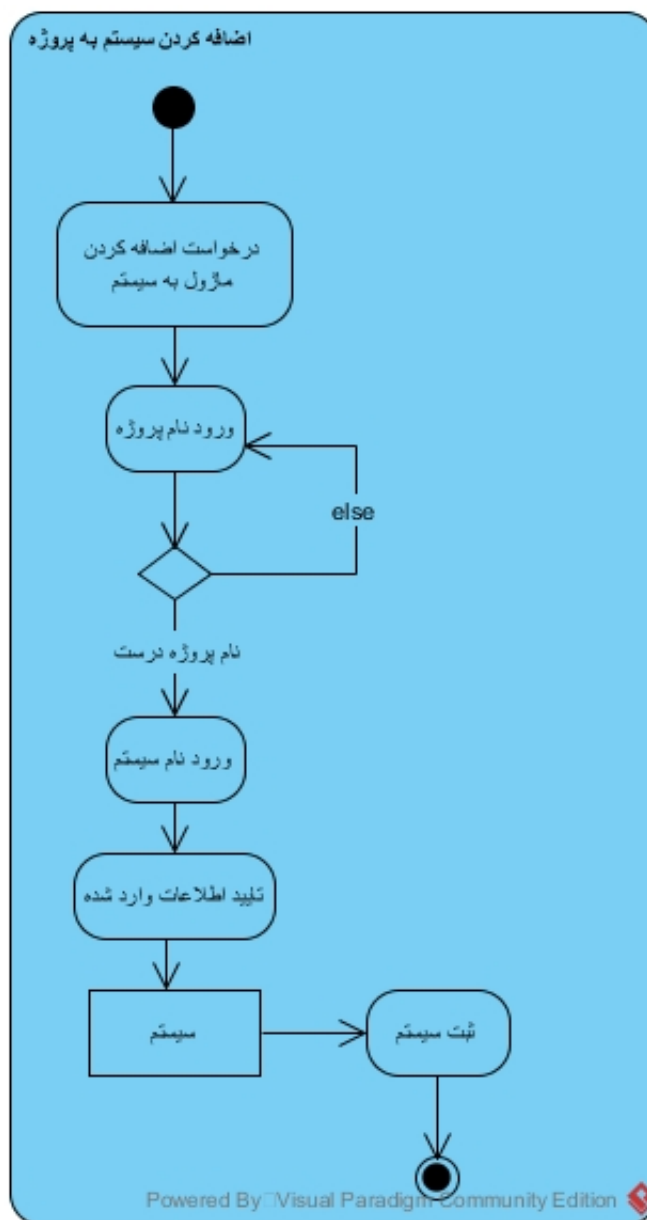 اضافه کردن سیستم به پروژه
درخواست اضافه کردن
ماژول به سیستم
ورود نام پروژه
else
نام پروژه درست
ورود نام سیستم
تایید اطلاعات وارد شده
سیستم
ثبت سیستم
Powered By Visual Paradigm Community Edition